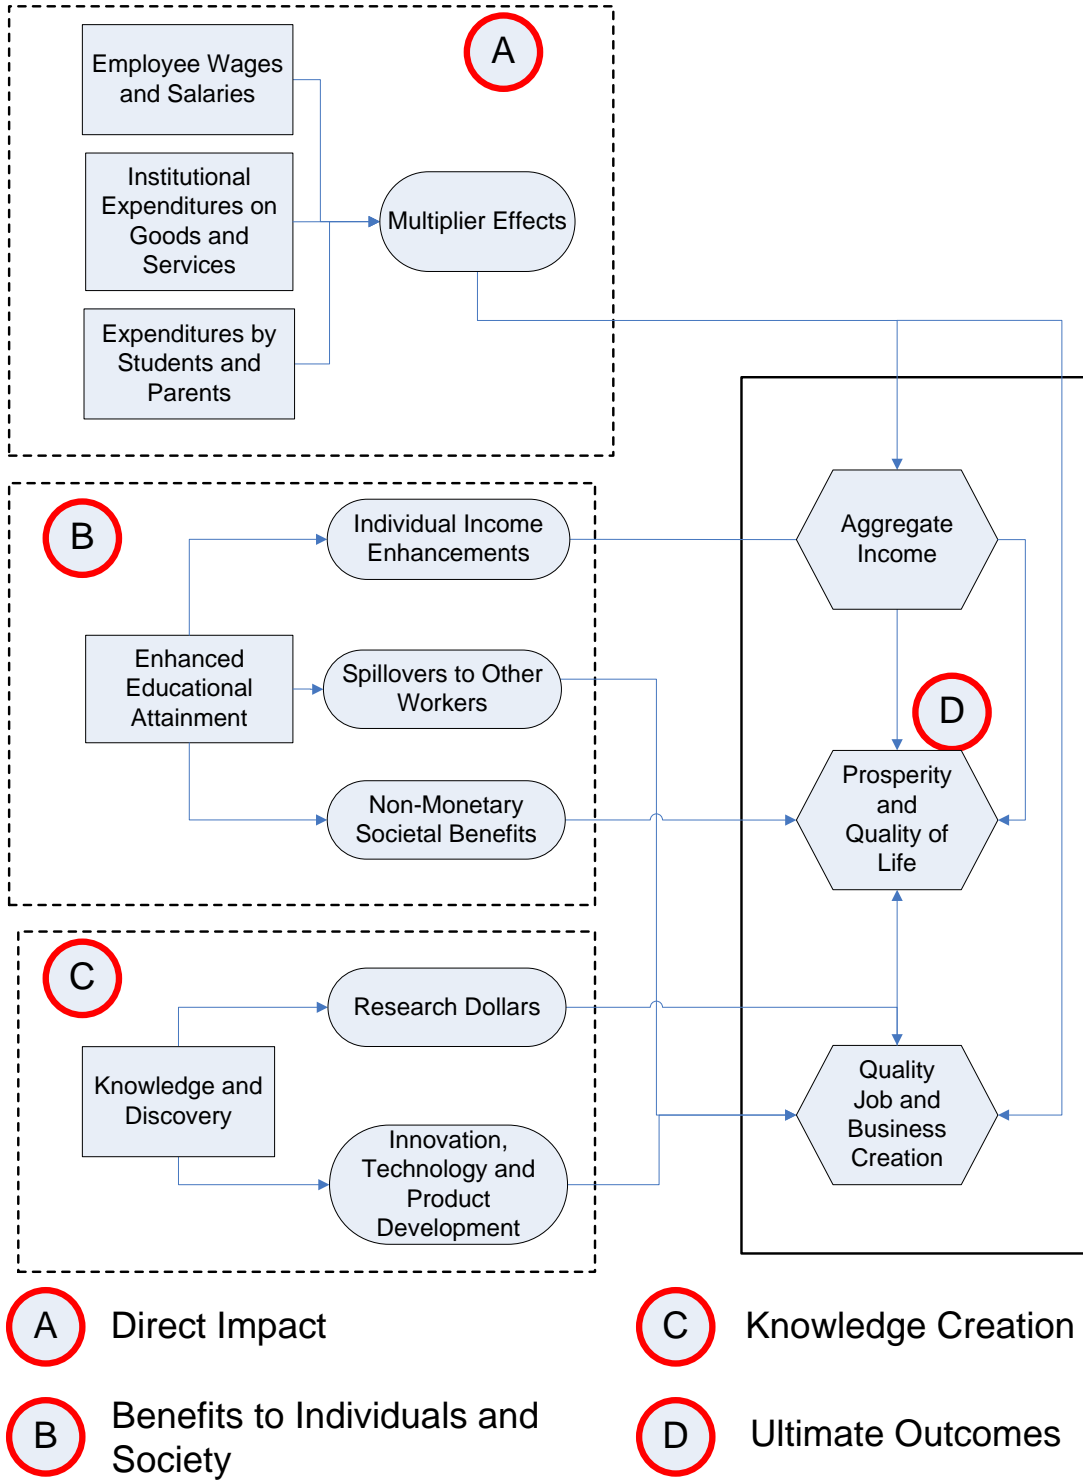 A
Employee Wages
and Salaries
Institutional
Expenditures on
Goods and
Services
Multiplier Effects
Expenditures by
Students and
Parents
B
Individual Income
Enhancements
Aggregate
Income
Enhanced
Educational
Attainment
Spillovers to Other
Workers
D
Non-Monetary
Societal Benefits
Prosperity
and
Quality of
Life
C
Research Dollars
Knowledge and
Discovery
Innovation,
Technology and
Product
Development
Quality
Job and
Business
Creation
A
Direct Impact
C
Knowledge Creation
B
Benefits to Individuals and
Society
D
Ultimate Outcomes